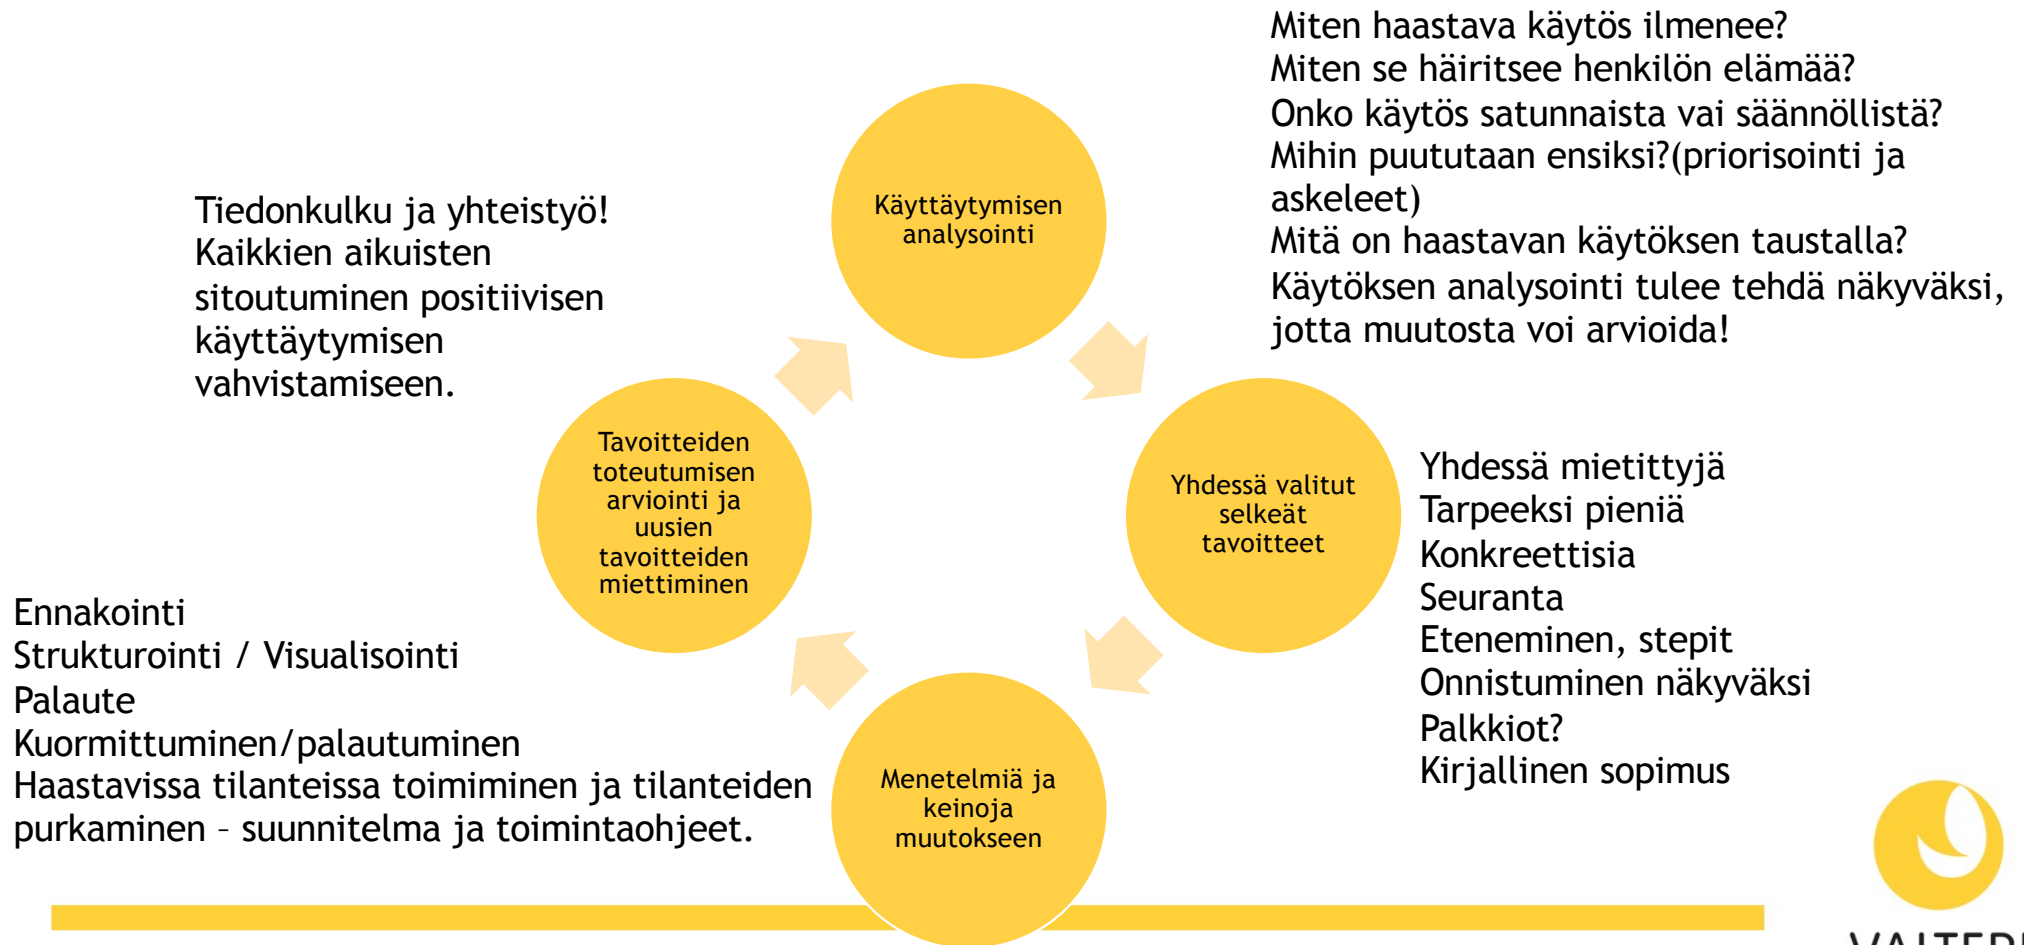 Miten haastava käytös ilmenee?
Miten se häiritsee henkilön elämää?
Onko käytös satunnaista vai säännöllistä?
Mihin puututaan ensiksi?(priorisointi ja
askeleet)
Mitä on haastavan käytöksen taustalla?
Käytöksen analysointi tulee tehdä näkyväksi,
jotta muutosta voi arvioida!
Käyttäytymisen
analysointi
Tiedonkulku ja yhteistyö!
Kaikkien aikuisten
sitoutuminen positiivisen
käyttäytymisen
vahvistamiseen.
Tavoitteiden
toteutumisen
arviointi ja
uusien
tavoitteiden
miettiminen
Yhdessä valitut
selkeät
tavoitteet
Yhdessä mietittyjä
Tarpeeksi pieniä
Konkreettisia
Seuranta
Eteneminen, stepit
Onnistuminen näkyväksi
Palkkiot?
Kirjallinen sopimus
Ennakointi
Strukturointi / Visualisointi
Palaute
Kuormittuminen/palautuminen
Haastavissa tilanteissa toimiminen ja tilanteiden
purkaminen – suunnitelma ja toimintaohjeet.
Menetelmiä ja
keinoja
muutokseen